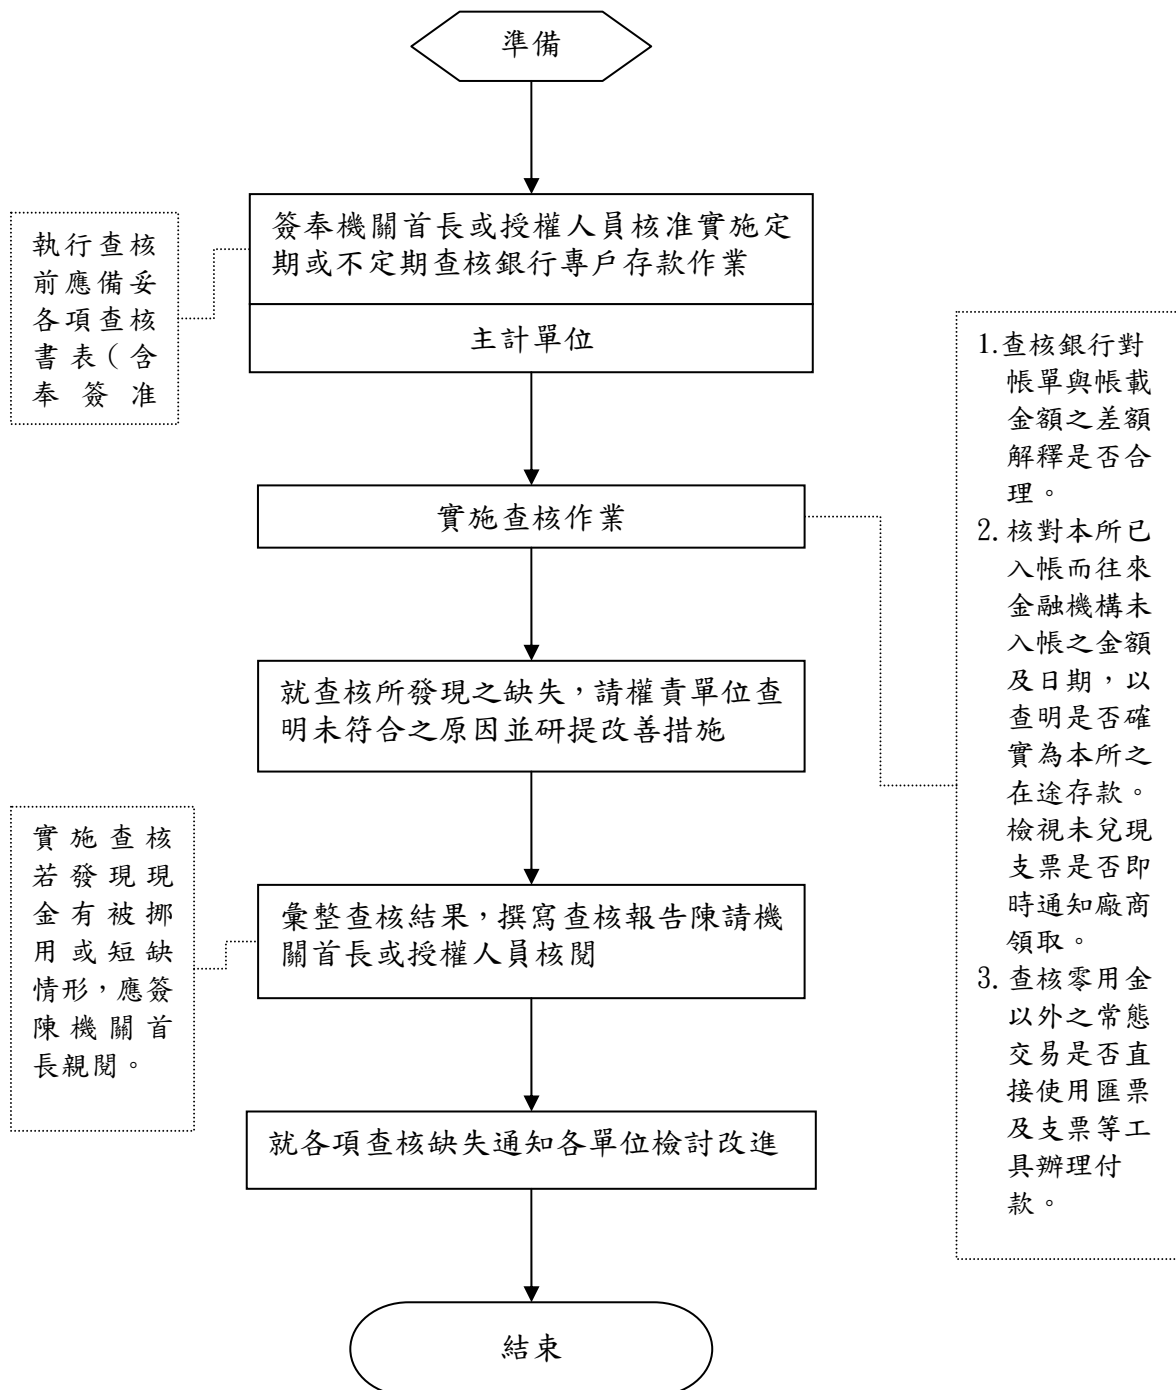 準備
簽奉機關首長或授權人員核准實施定
期或不定期查核銀行專戶存款作業
主計單位
執行查核
前應備妥
各項查核
書表（含
奉簽准
實施查核作業
1.查核銀行對
帳單與帳載
金額之差額
解釋是否合
理。
2.核對本所已
入帳而往來
金融機構未
入帳之金額
及日期，以
查明是否確
實為本所之
在途存款。
檢視未兌現
支票是否即
時通知廠商
領取。
3.查核零用金
以外之常態
交易是否直
接使用匯票
及支票等工
具辦理付
款。
就查核所發現之缺失，請權責單位查
明未符合之原因並研提改善措施
彙整查核結果，撰寫查核報告陳請機
關首長或授權人員核閱
實施查核
若發現現
金有被挪
用或短缺
情形，應簽
陳機關首
長親閱。
就各項查核缺失通知各單位檢討改進
結束